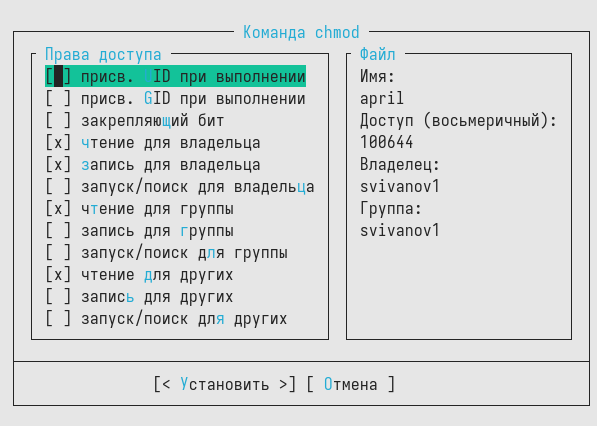 Команда chmod
Права доступа
[ ] присв. UID при выполнении
[ ] присв. GID при выполнении
[ ] закрепляющий бит
[x] чтение для владельца
[x] запись для владельца
[ ] запуск/поиск для владельца
[x] чтение для группы
[ ] запись для группы
[ ] запуск/поиск для группы
[x] чтение для других
[ ] запись для других
[ ] запуск/поиск для других
Файл
Имя:
april
Доступ (восьмеричный):
100644
Владелец:
svivanov1
Группа:
svivanov1
[< Установить >] [ Отмена ]